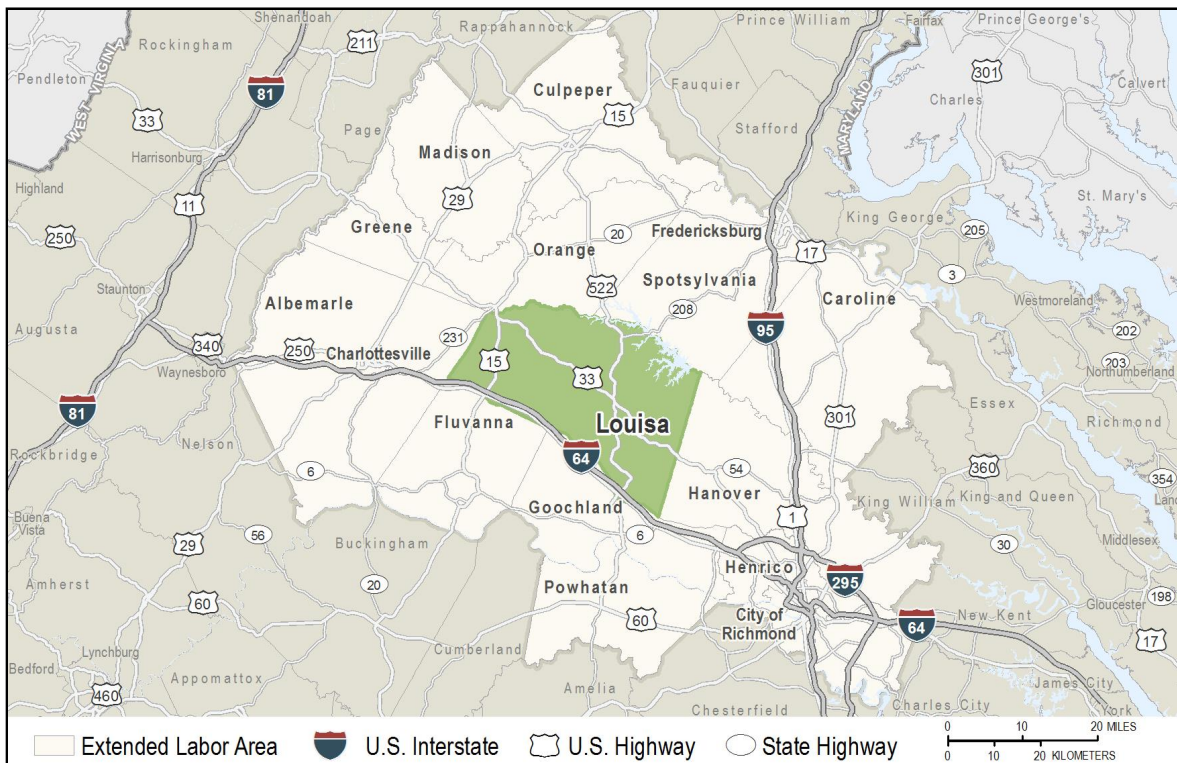 Shenandoah
Rappahannock
Prince William
Fairfax
Prince George's
Rockingham
211
301
Calvert
Pendleton
WEST VIRGINIA
81
Culpeper
Fauquier
Charles
33
15
Page
Stafford
MARYLAND
Harrisonburg
Madison
Highland
29
St. Mary's
11
King George
250
Greene
20
Fredericksburg
205
Orange
17
3
Staunton
522
Spotsylvania
Albemarle
208
Caroline
Westmoreland
Augusta
231
95
202
340
250
Charlottesville
15
203
Waynesboro
33
Northumberland
81
301
Essex
Nelson
Fluvanna
Louisa
Richmond
Rockbridge
64
6
54
360
354
Hanover
King William
King and Queen
Goochland
1
Buena
Vista
6
Middlesex
29
56
Buckingham
30
Henrico
Amherst
20
Powhatan
295
198
60
City of
Richmond
New Kent
Gloucester
60
64
17
Lynchburg
Cumberland
Bedford
Appomattox
James City
460
Amelia
Charles City
York
Chesterfield
Extended Labor Area
U.S. Interstate
U.S. Highway
State Highway
0 10 20 MILES
0 10 20 KILOMETERS